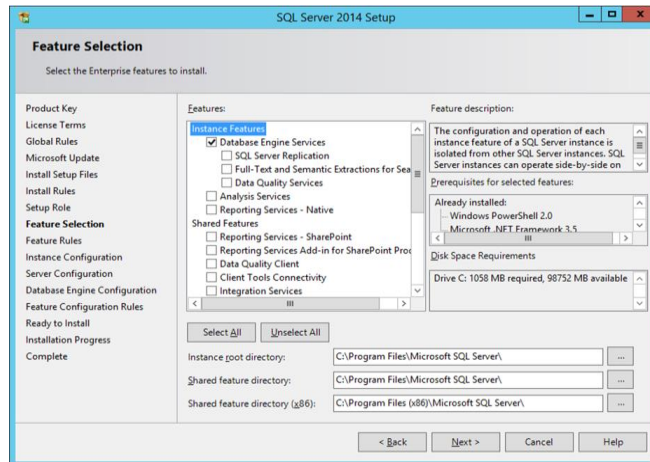 SQL Server 2014 Setup
Feature Selection
Select the Enterprise features to install.
Product Key
License Terms
Global Rules
Microsoft Update
Install Setup Files
Install Rules
Setup Role
Feature Selection
Feature Rules
Instance Configuration
Server Configuration
Database Engine Configuration
Feature Configuration Rules
Ready to Install
Installation Progress
Complete
Features:
Instance Features
Database Engine Services
SQL Server Replication
Full-Text and Semantic Extractions for Sea
Data Quality Services
Analysis Services
Reporting Services - Native
Shared Features
Reporting Services - SharePoint
Reporting Services Add-in for SharePoint Proc
Data Quality Client
Client Tools Connectivity
Integration Services
Feature description:
The configuration and operation of each
instance feature of a SQL Server instance is
isolated from other SQL Server instances. SQL
Server instances can operate side-by-side on
Prerequisites for selected features:
Already installed:
Windows PowerShell 2.0
Microsoft .NET Framework 3.5
Disk Space Requirements
Drive C: 1058 MB required, 98752 MB available
Select All
Unselect All
Instance root directory:
C:\Program Files\Microsoft SQL Server\
...
Shared feature directory:
C:\Program Files\Microsoft SQL Server\
...
Shared feature directory (x86):
C:\Program Files (x86)\Microsoft SQL Server\
...
< Back
Next >
Cancel
Help